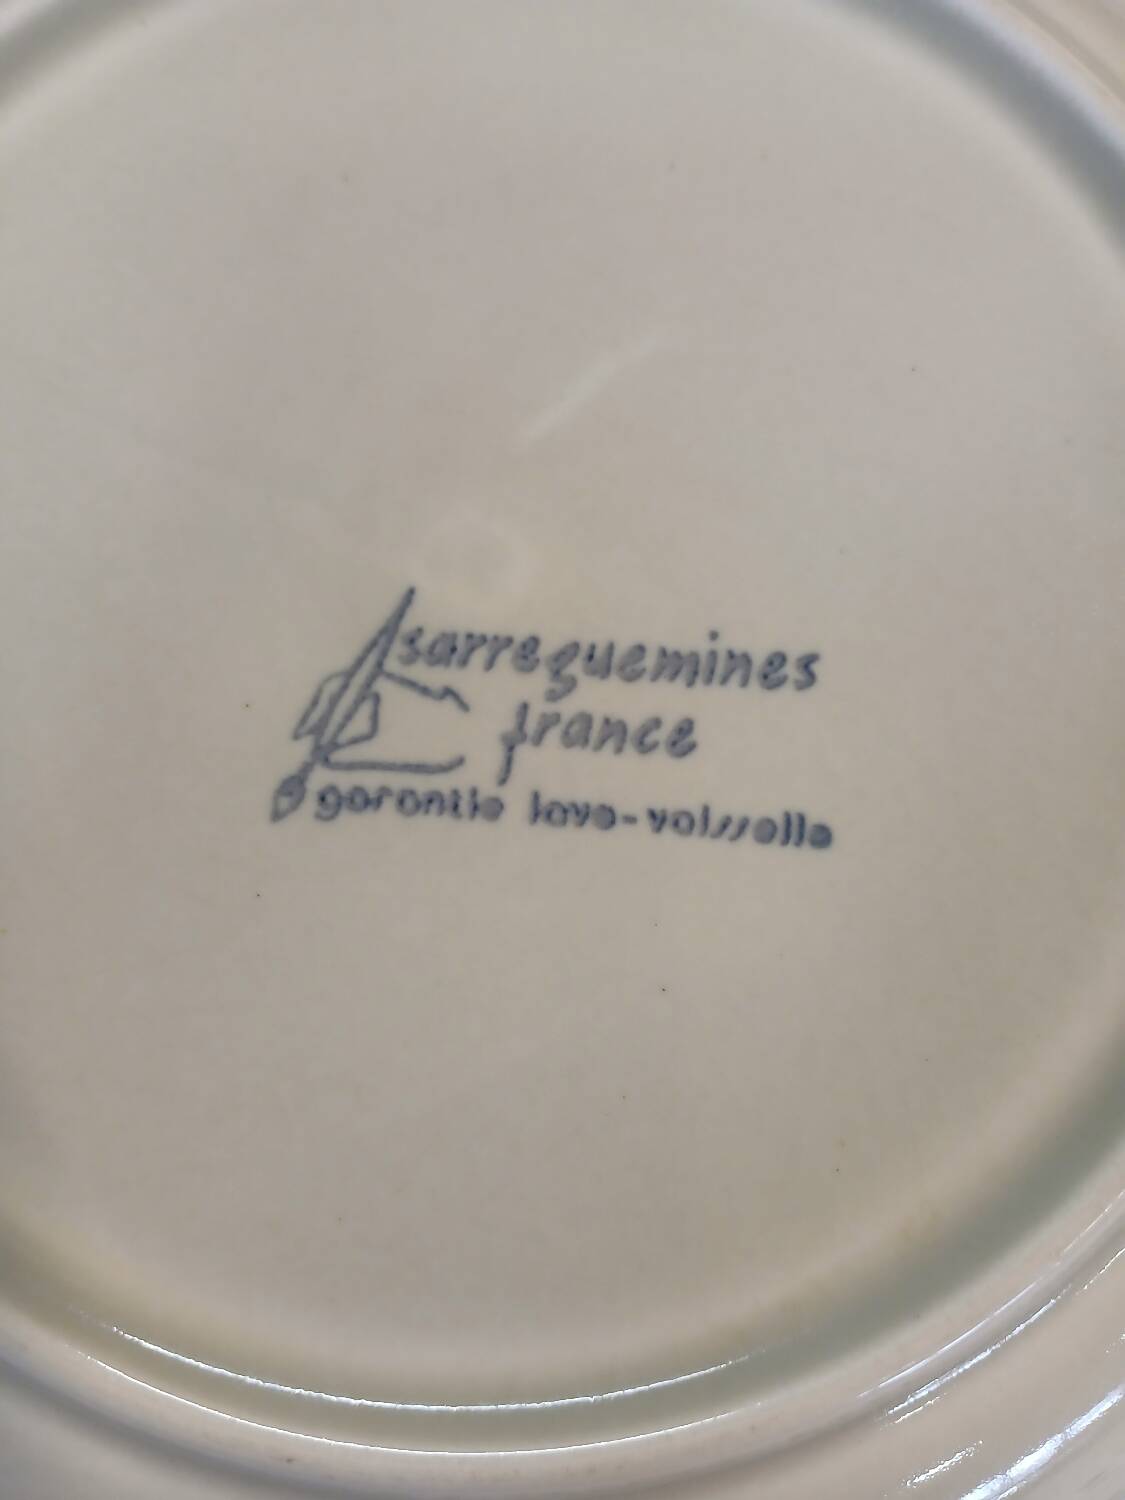 sarreguemines
france
garantie lave-vaisselle